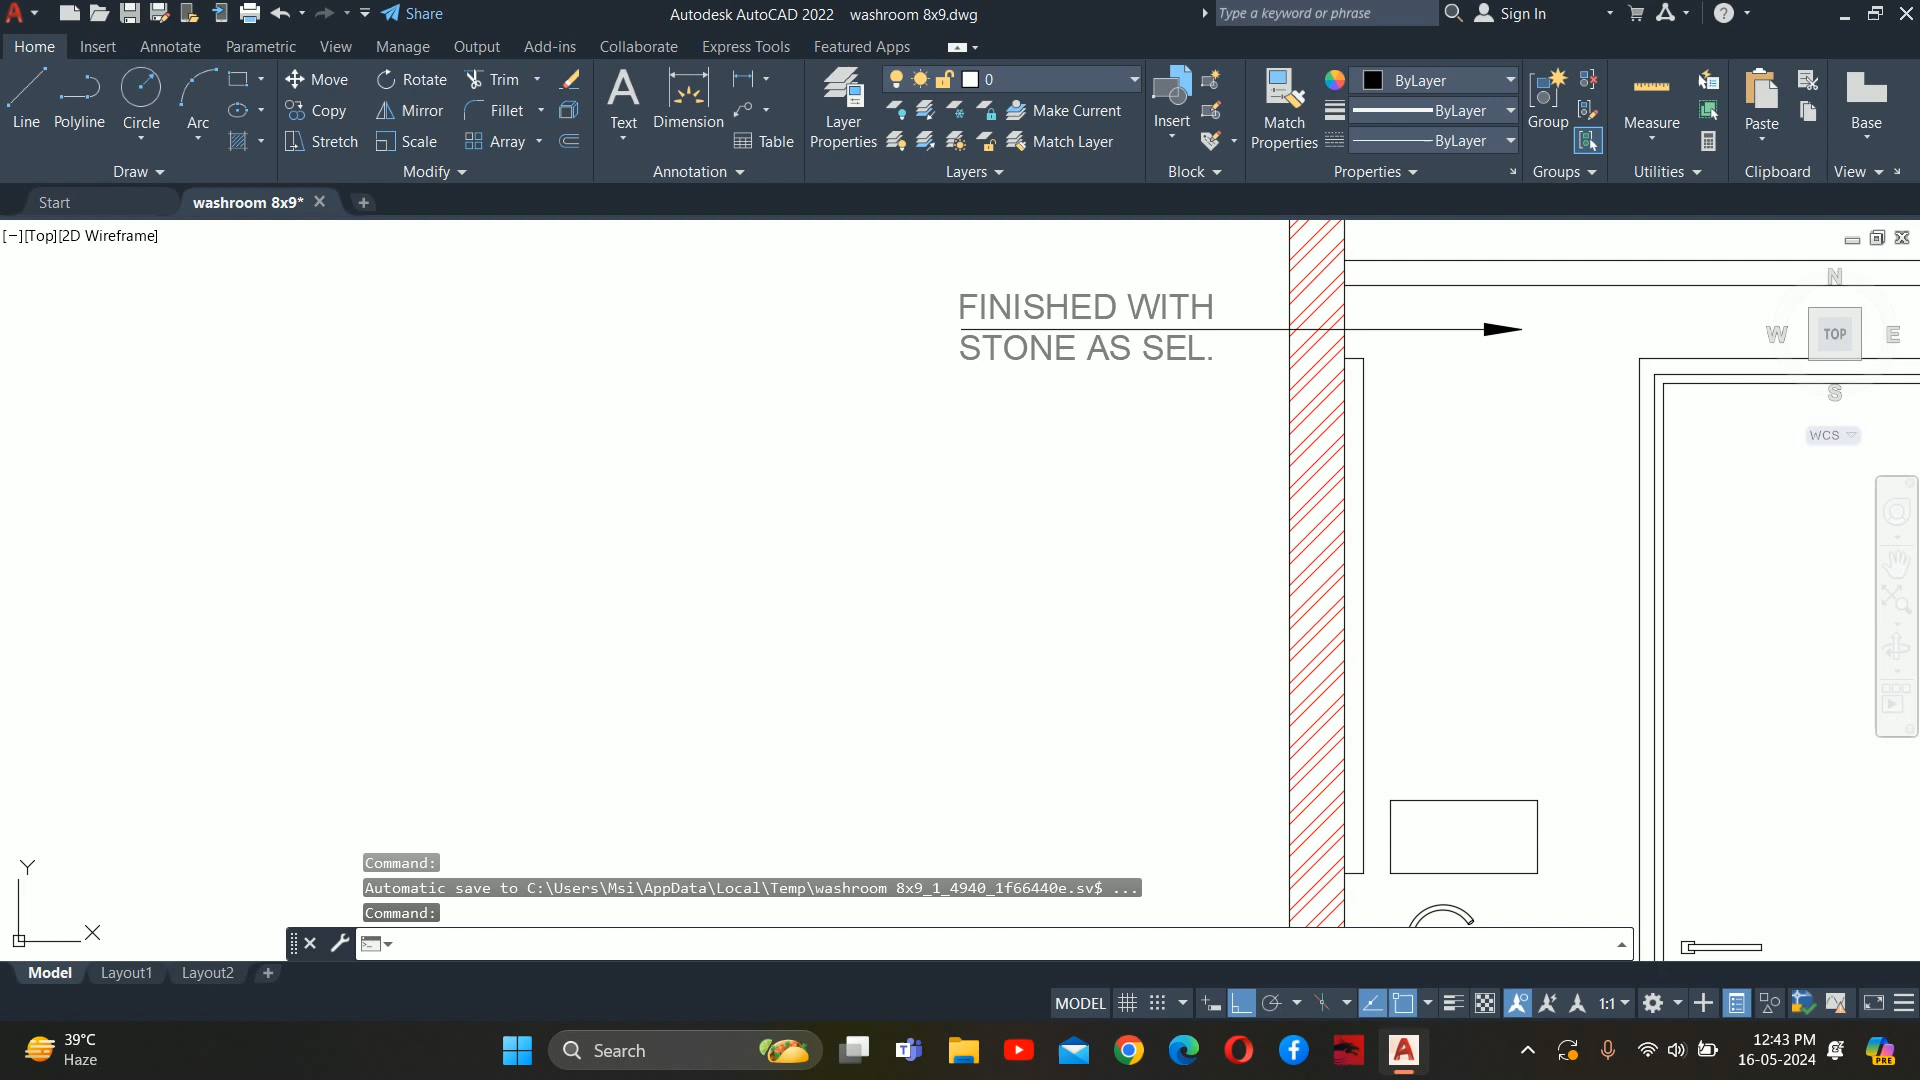 Share
Autodesk AutoCAD 2022 washroom 8x9.dwg
Type a keyword or phrase
Sign In
Home Insert Annotate Parametric View Manage Output Add-ins Collaborate Express Tools Featured Apps
Line Polyline Circle Arc
Move Rotate Trim
Copy Mirror Fillet
Stretch Scale Array
Text Dimension Table
Layer Properties
0
Make Current
Match Layer
Insert
Match Properties
ByLayer
ByLayer
ByLayer
Group
Measure
Paste
Base
Draw Modify Annotation Layers Block Properties Groups Utilities Clipboard View
Start washroom 8x9*
[−][Top][2D Wireframe]
FINISHED WITH
STONE AS SEL.
N
W TOP E
S
WCS
Y
X
Command:
Automatic save to C:\Users\Msi\AppData\Local\Temp\washroom 8x9_1_4940_1f66440e.sv$ ...
Command:
Model Layout1 Layout2
MODEL 1:1
39°C
Haze
Search
12:43 PM
16-05-2024
PRE